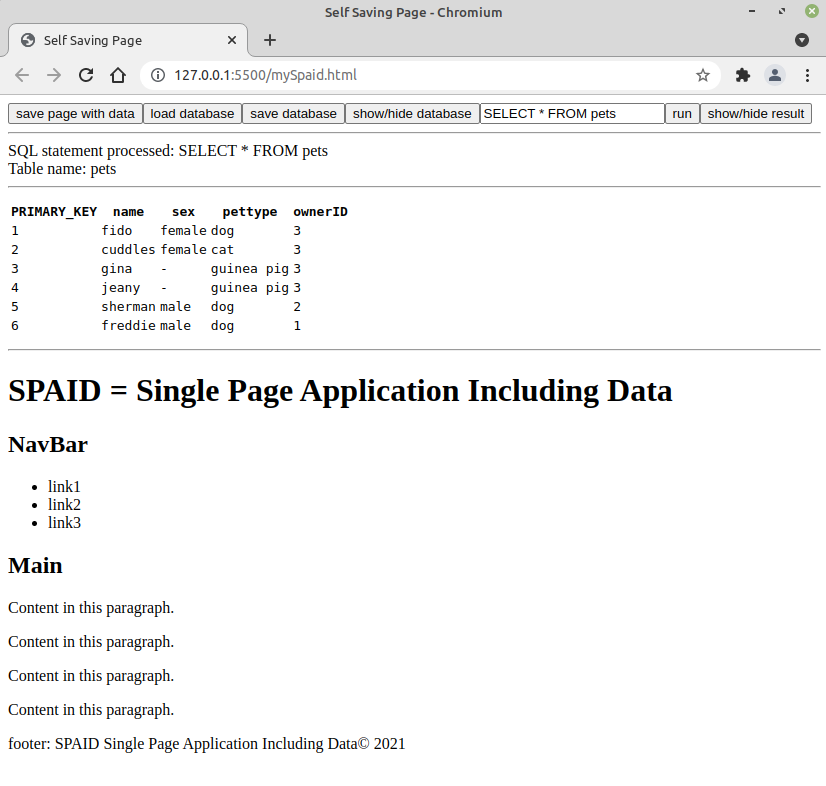 Self Saving Page - Chromium
Self Saving Page
127.0.0.1:5500/mySpaid.html
save page with data load database save database show/hide database SELECT * FROM pets run show/hide result
SQL statement processed: SELECT * FROM pets
Table name: pets
PRIMARY_KEY name sex pettype ownerID
1 fido female dog 3
2 cuddles female cat 3
3 gina - guinea pig 3
4 jeany - guinea pig 3
5 sherman male dog 2
6 freddie male dog 1
SPAID = Single Page Application Including Data
NavBar
• link1
• link2
• link3
Main
Content in this paragraph.
Content in this paragraph.
Content in this paragraph.
Content in this paragraph.
footer: SPAID Single Page Application Including Data© 2021